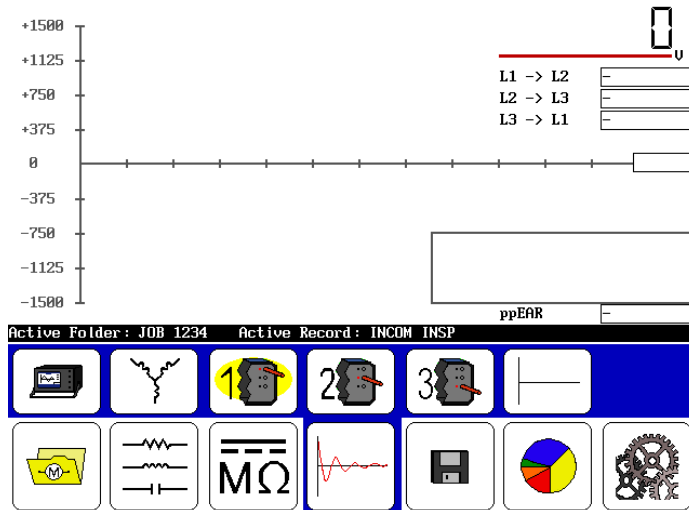 +1500
0
V
+1125
L1 -> L2 -
+750
L2 -> L3 -
+375
L3 -> L1 -
0
-375
-750
-1125
-1500
ppEAR -
Active Folder: JOB 1234 Active Record: INCOM INSP
1 2 3
M MΩ